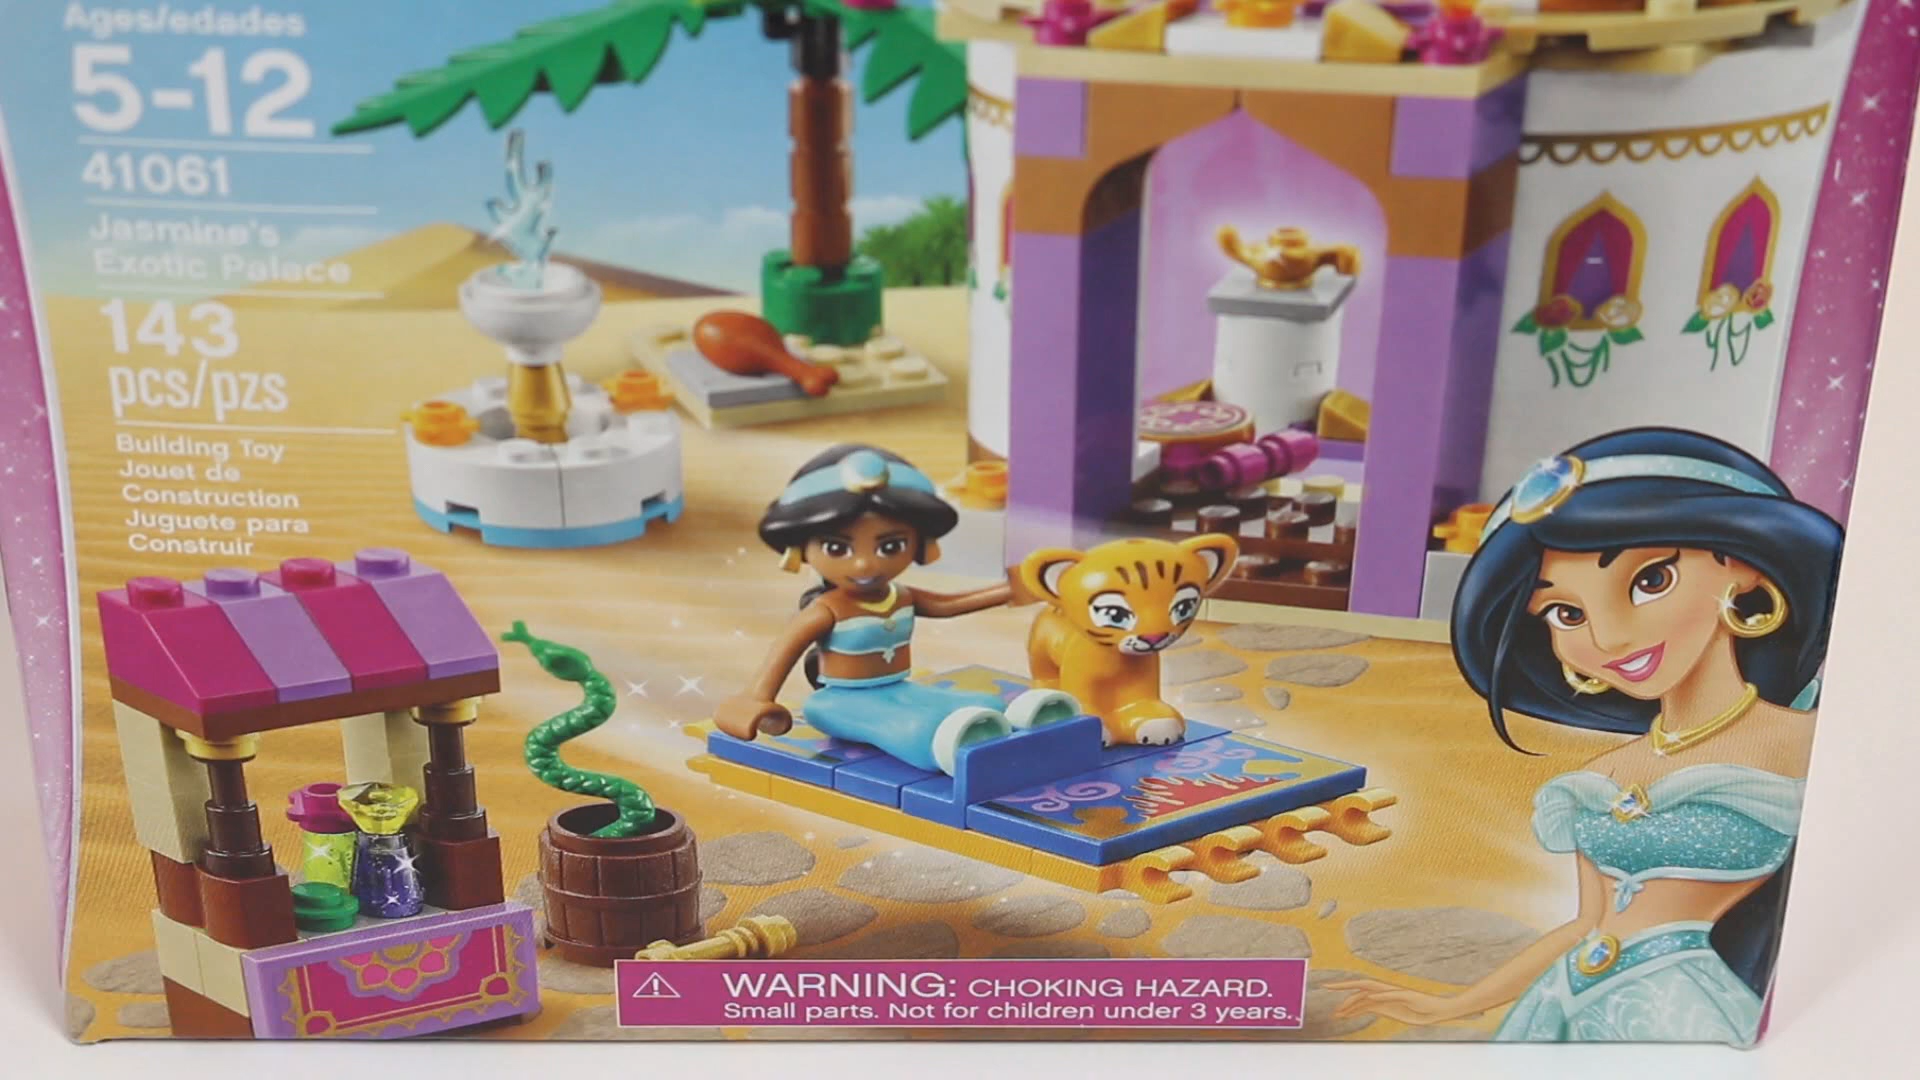 Ages/edades
5-12
41061
Jasmine's
Exotic Palace
143
pcs/pzs
Building Toy
Jouet de
Construction
Juguete para
Construir
WARNING: CHOKING HAZARD.
Small parts. Not for children under 3 years.